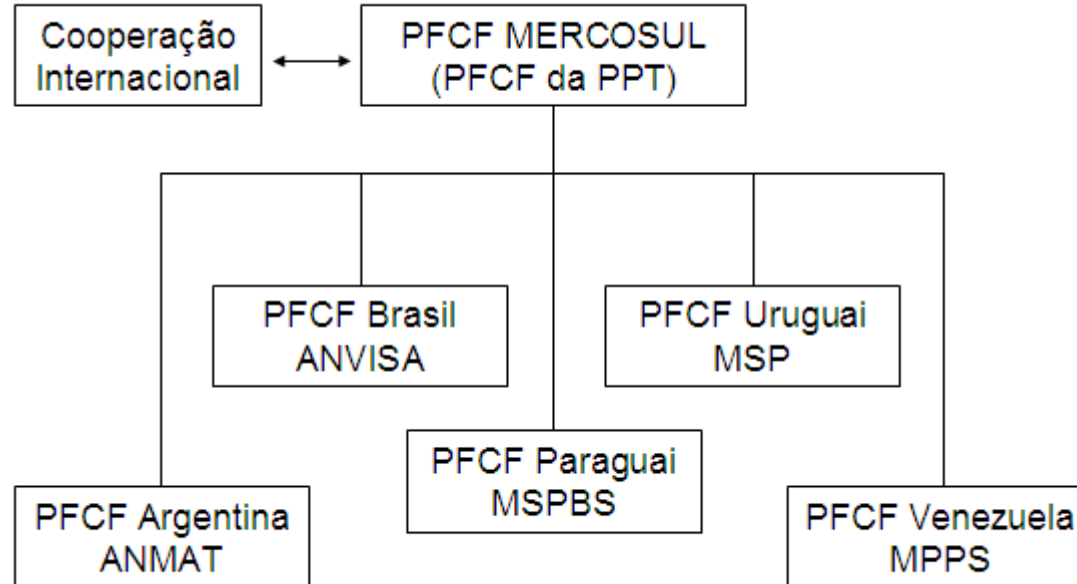 Cooperação
Internacional
PFCF MERCOSUL
(PFCF da PPT)
PFCF Brasil
ANVISA
PFCF Uruguai
MSP
PFCF Paraguai
MSPBS
PFCF Argentina
ANMAT
PFCF Venezuela
MPPS